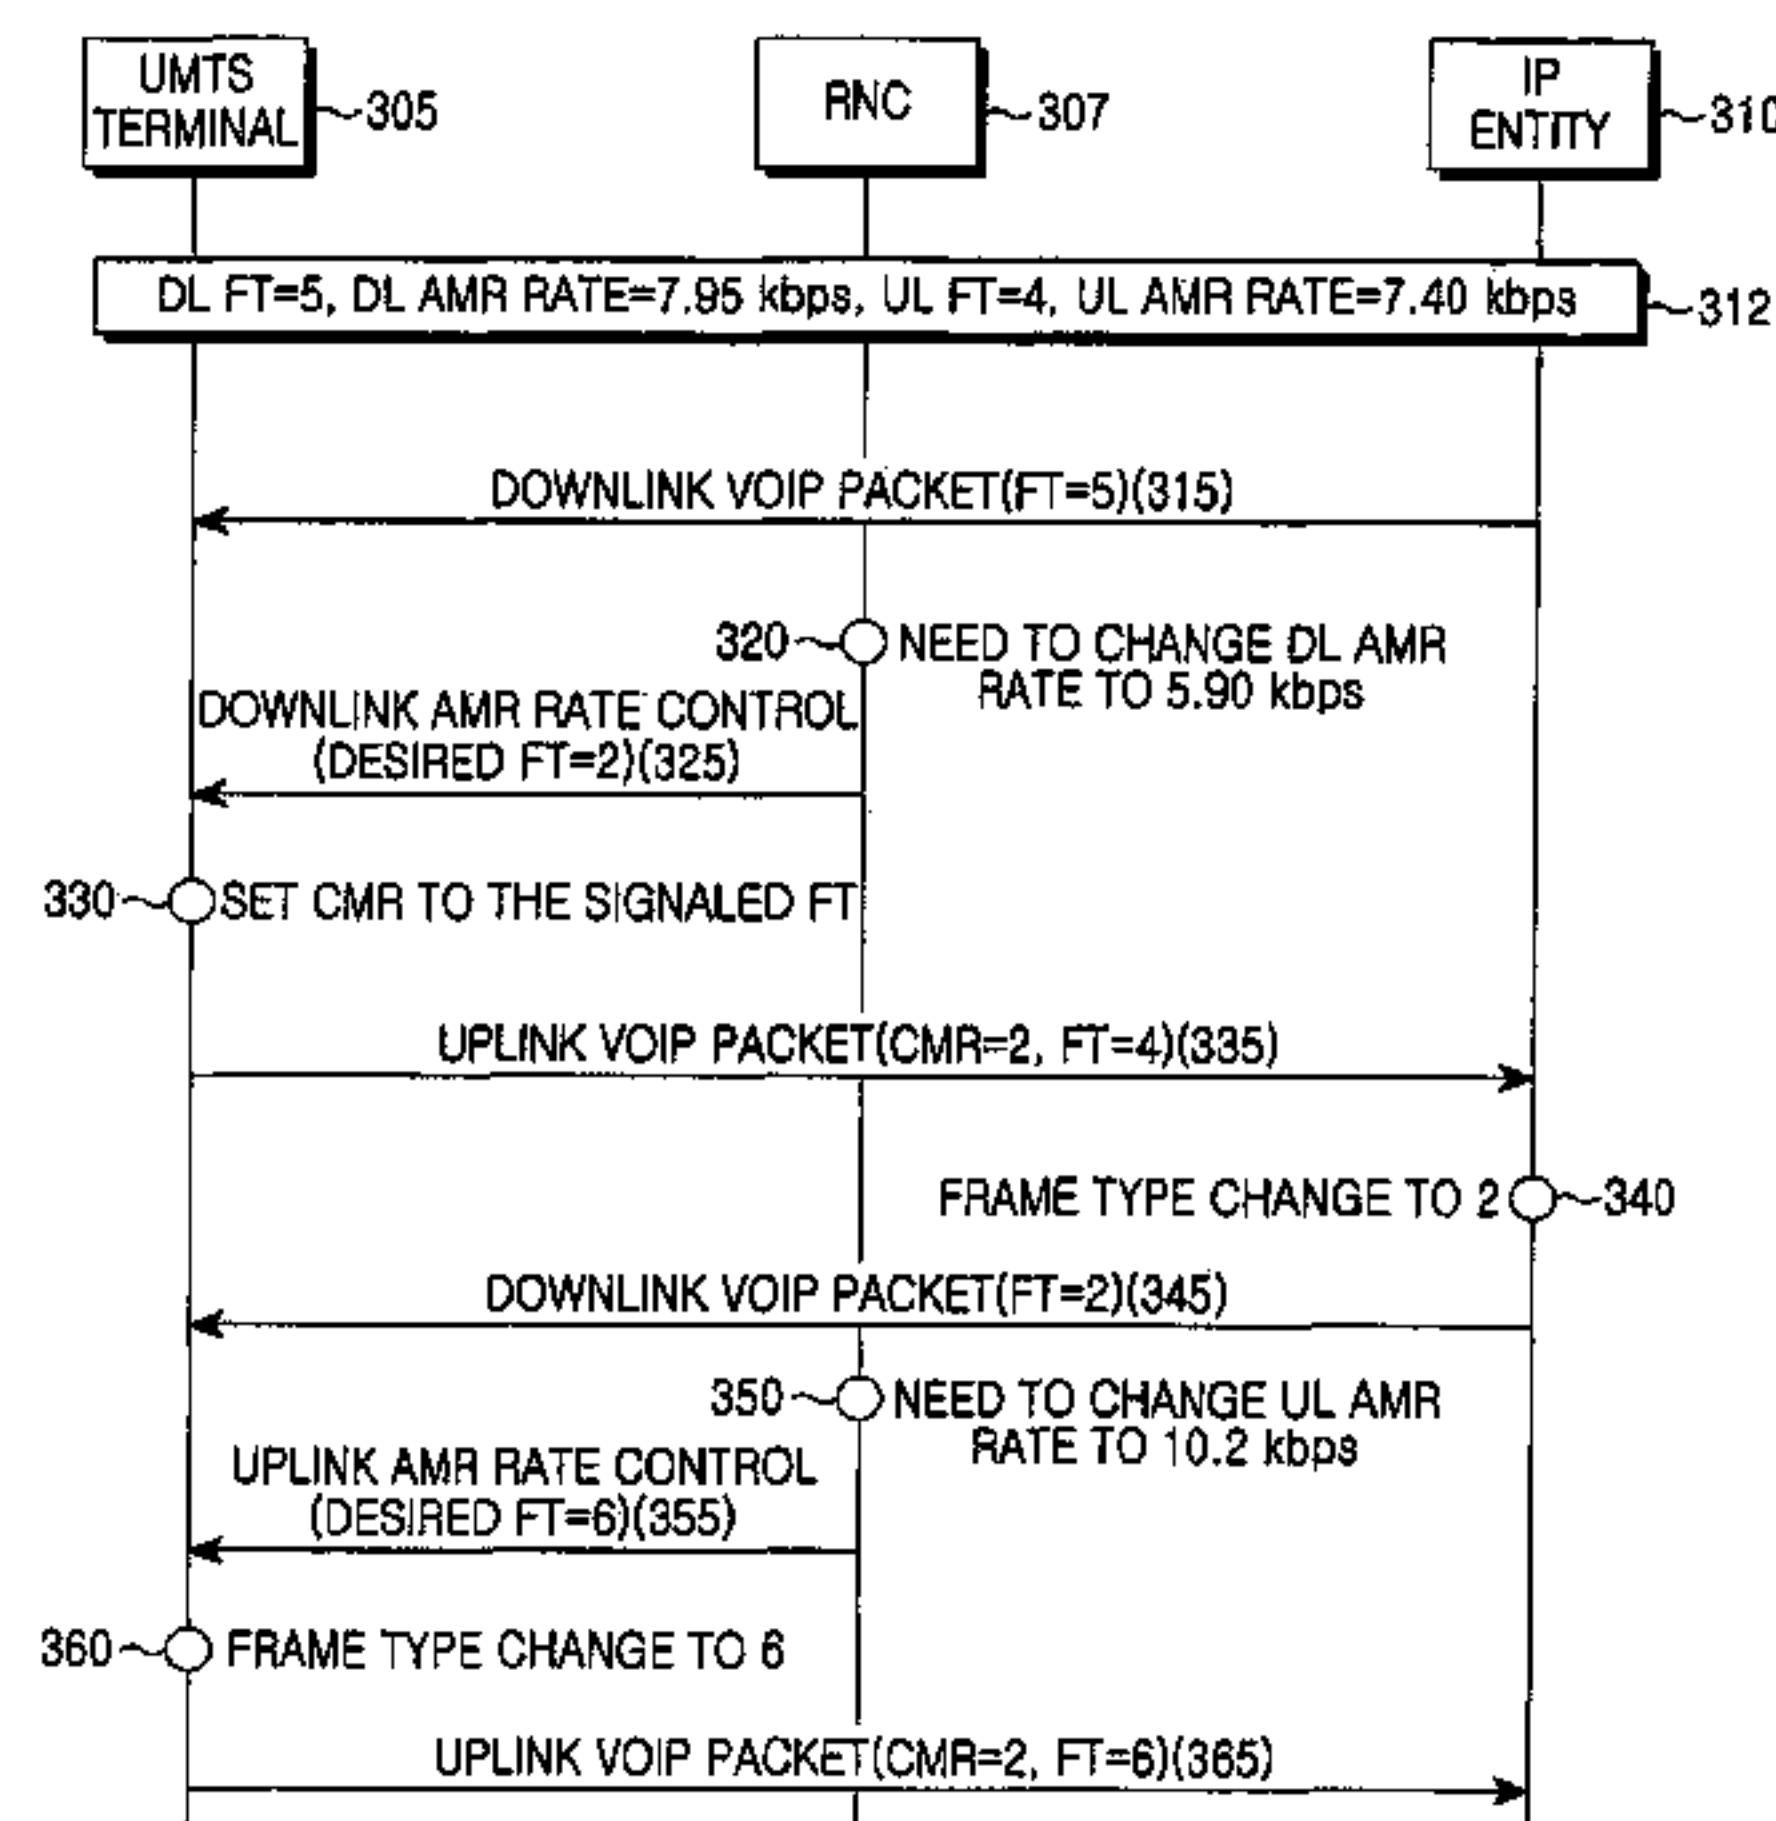 UMTS
TERMINAL
305
RNC
307
IP
ENTITY
310
DL FT=5, DL AMR RATE=7.95 kbps, UL FT=4, UL AMR RATE=7.40 kbps
312
DOWNLINK VOIP PACKET(FT=5)(315)
320
NEED TO CHANGE DL AMR
RATE TO 5.90 kbps
DOWNLINK AMR RATE CONTROL
(DESIRED FT=2)(325)
330
SET CMR TO THE SIGNALED FT
UPLINK VOIP PACKET(CMR=2, FT=4)(335)
FRAME TYPE CHANGE TO 2
340
DOWNLINK VOIP PACKET(FT=2)(345)
350
NEED TO CHANGE UL AMR
RATE TO 10.2 kbps
UPLINK AMR RATE CONTROL
(DESIRED FT=6)(355)
360
FRAME TYPE CHANGE TO 6
UPLINK VOIP PACKET(CMR=2, FT=6)(365)